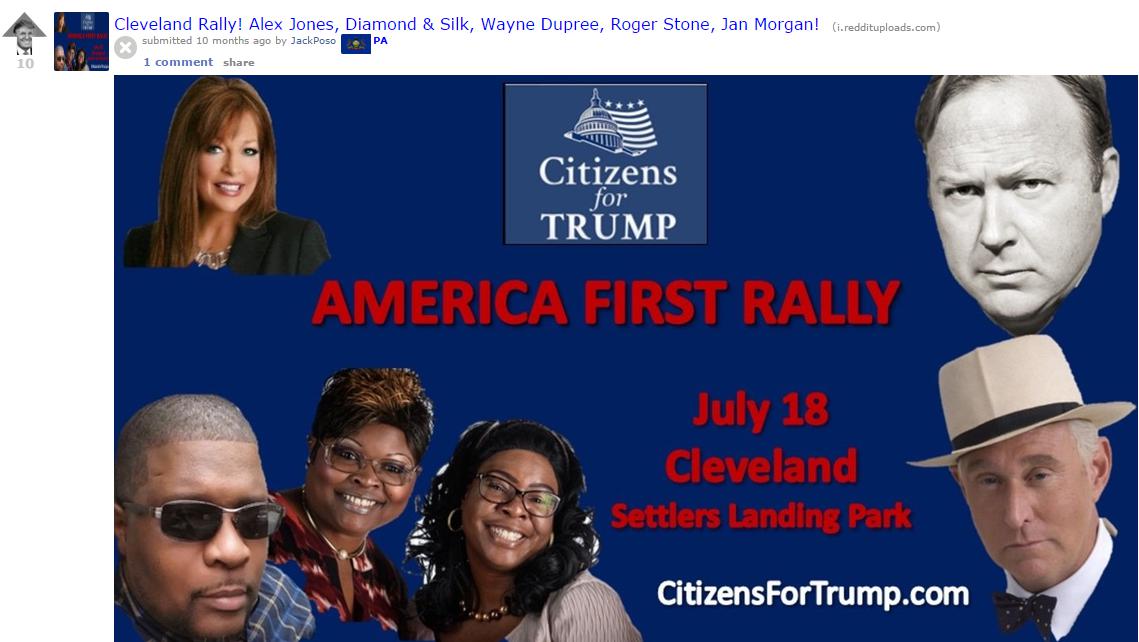 Cleveland Rally! Alex Jones, Diamond & Silk, Wayne Dupree, Roger Stone, Jan Morgan! (i.reddituploads.com)
submitted 10 months ago by JackPoso PA
10
1 comment share
Citizens
for
TRUMP
AMERICA FIRST RALLY
July 18
Cleveland
Settlers Landing Park
CitizensForTrump.com